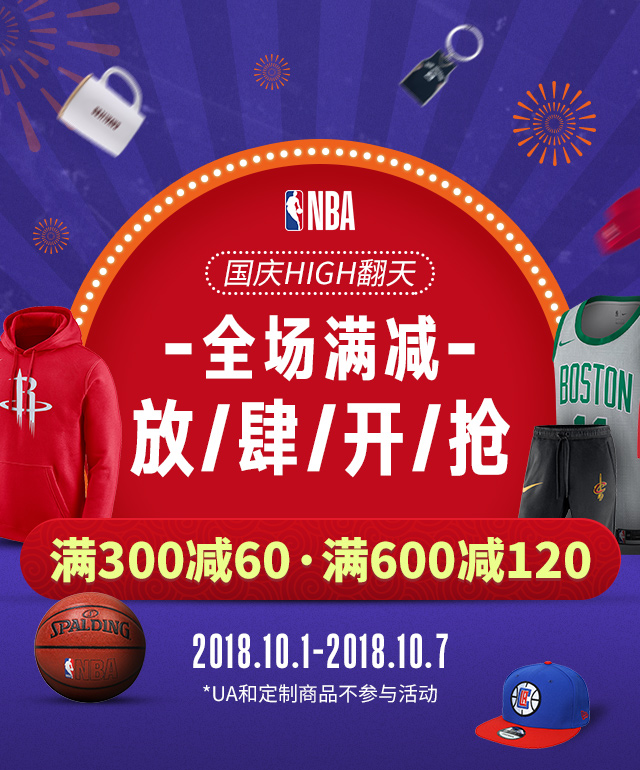 NBA
国庆HIGH翻天
-全场满减-
放/肆/开/抢
BOSTON
满300减60·满600减120
SPALDING
NBA
2018.10.1-2018.10.7
*UA和定制商品不参与活动